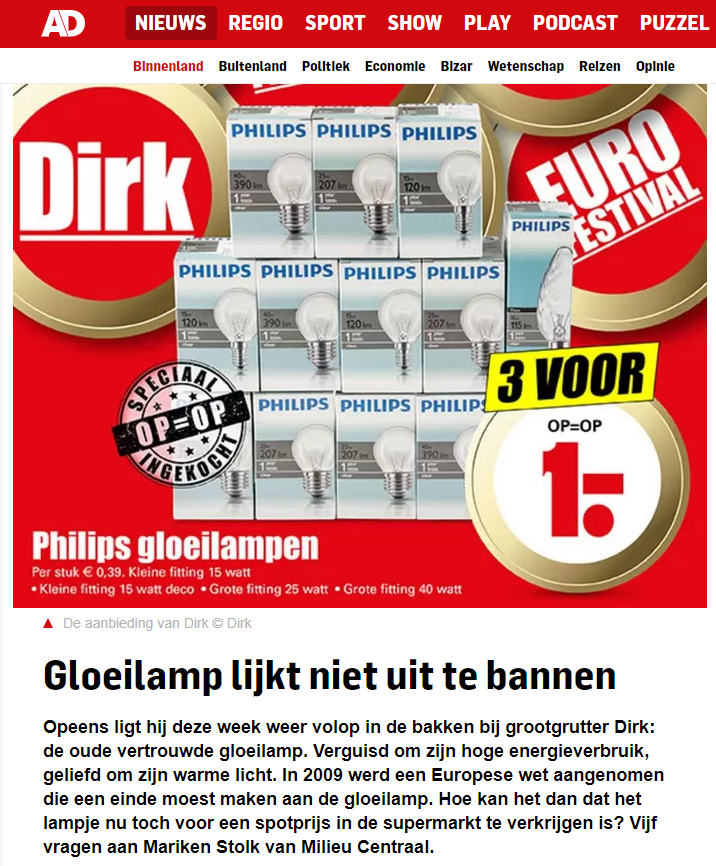 AD NIEUWS REGIO SPORT SHOW PLAY PODCAST PUZZEL
Binnenland Buitenland Politiek Economie Bizar Wetenschap Reizen Opinie
Dirk
EURO
FESTIVAL
PHILIPS PHILIPS PHILIPS
390 lm 207 lm 120 lm
PHILIPS
PHILIPS PHILIPS PHILIPS PHILIPS
120 lm 390 lm 120 lm 207 lm 115 lm
3 VOOR
SPECIAAL
OP=OP
INGEKOCHT
PHILIPS PHILIPS PHILIPS
207 lm 207 lm 390 lm
OP=OP
1.-
Philips gloeilampen
Per stuk € 0,39. Kleine fitting 15 watt
• Kleine fitting 15 watt deco • Grote fitting 25 watt • Grote fitting 40 watt
De aanbieding van Dirk © Dirk
Gloeilamp lijkt niet uit te bannen
Opeens ligt hij deze week weer volop in de bakken bij grootgrutter Dirk:
de oude vertrouwde gloeilamp. Verguisd om zijn hoge energieverbruik,
geliefd om zijn warme licht. In 2009 werd een Europese wet aangenomen
die een einde moest maken aan de gloeilamp. Hoe kan het dan dat het
lampje nu toch voor een spotprijs in de supermarkt te verkrijgen is? Vijf
vragen aan Mariken Stolk van Milieu Centraal.